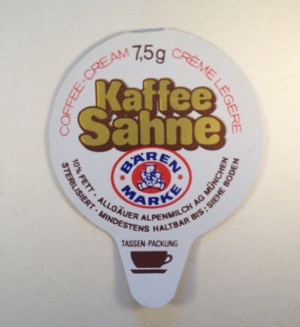 COFFEE-CREAM 7,5g CRÈME LÉGÈRE
Kaffee
Sahne
BÄREN
MARKE
10% FETT · ALLGÄUER ALPENMILCH AG MÜNCHEN
STERILISIERT · MINDESTENS HALTBAR BIS: SIEHE BODEN
TASSEN-PACKUNG